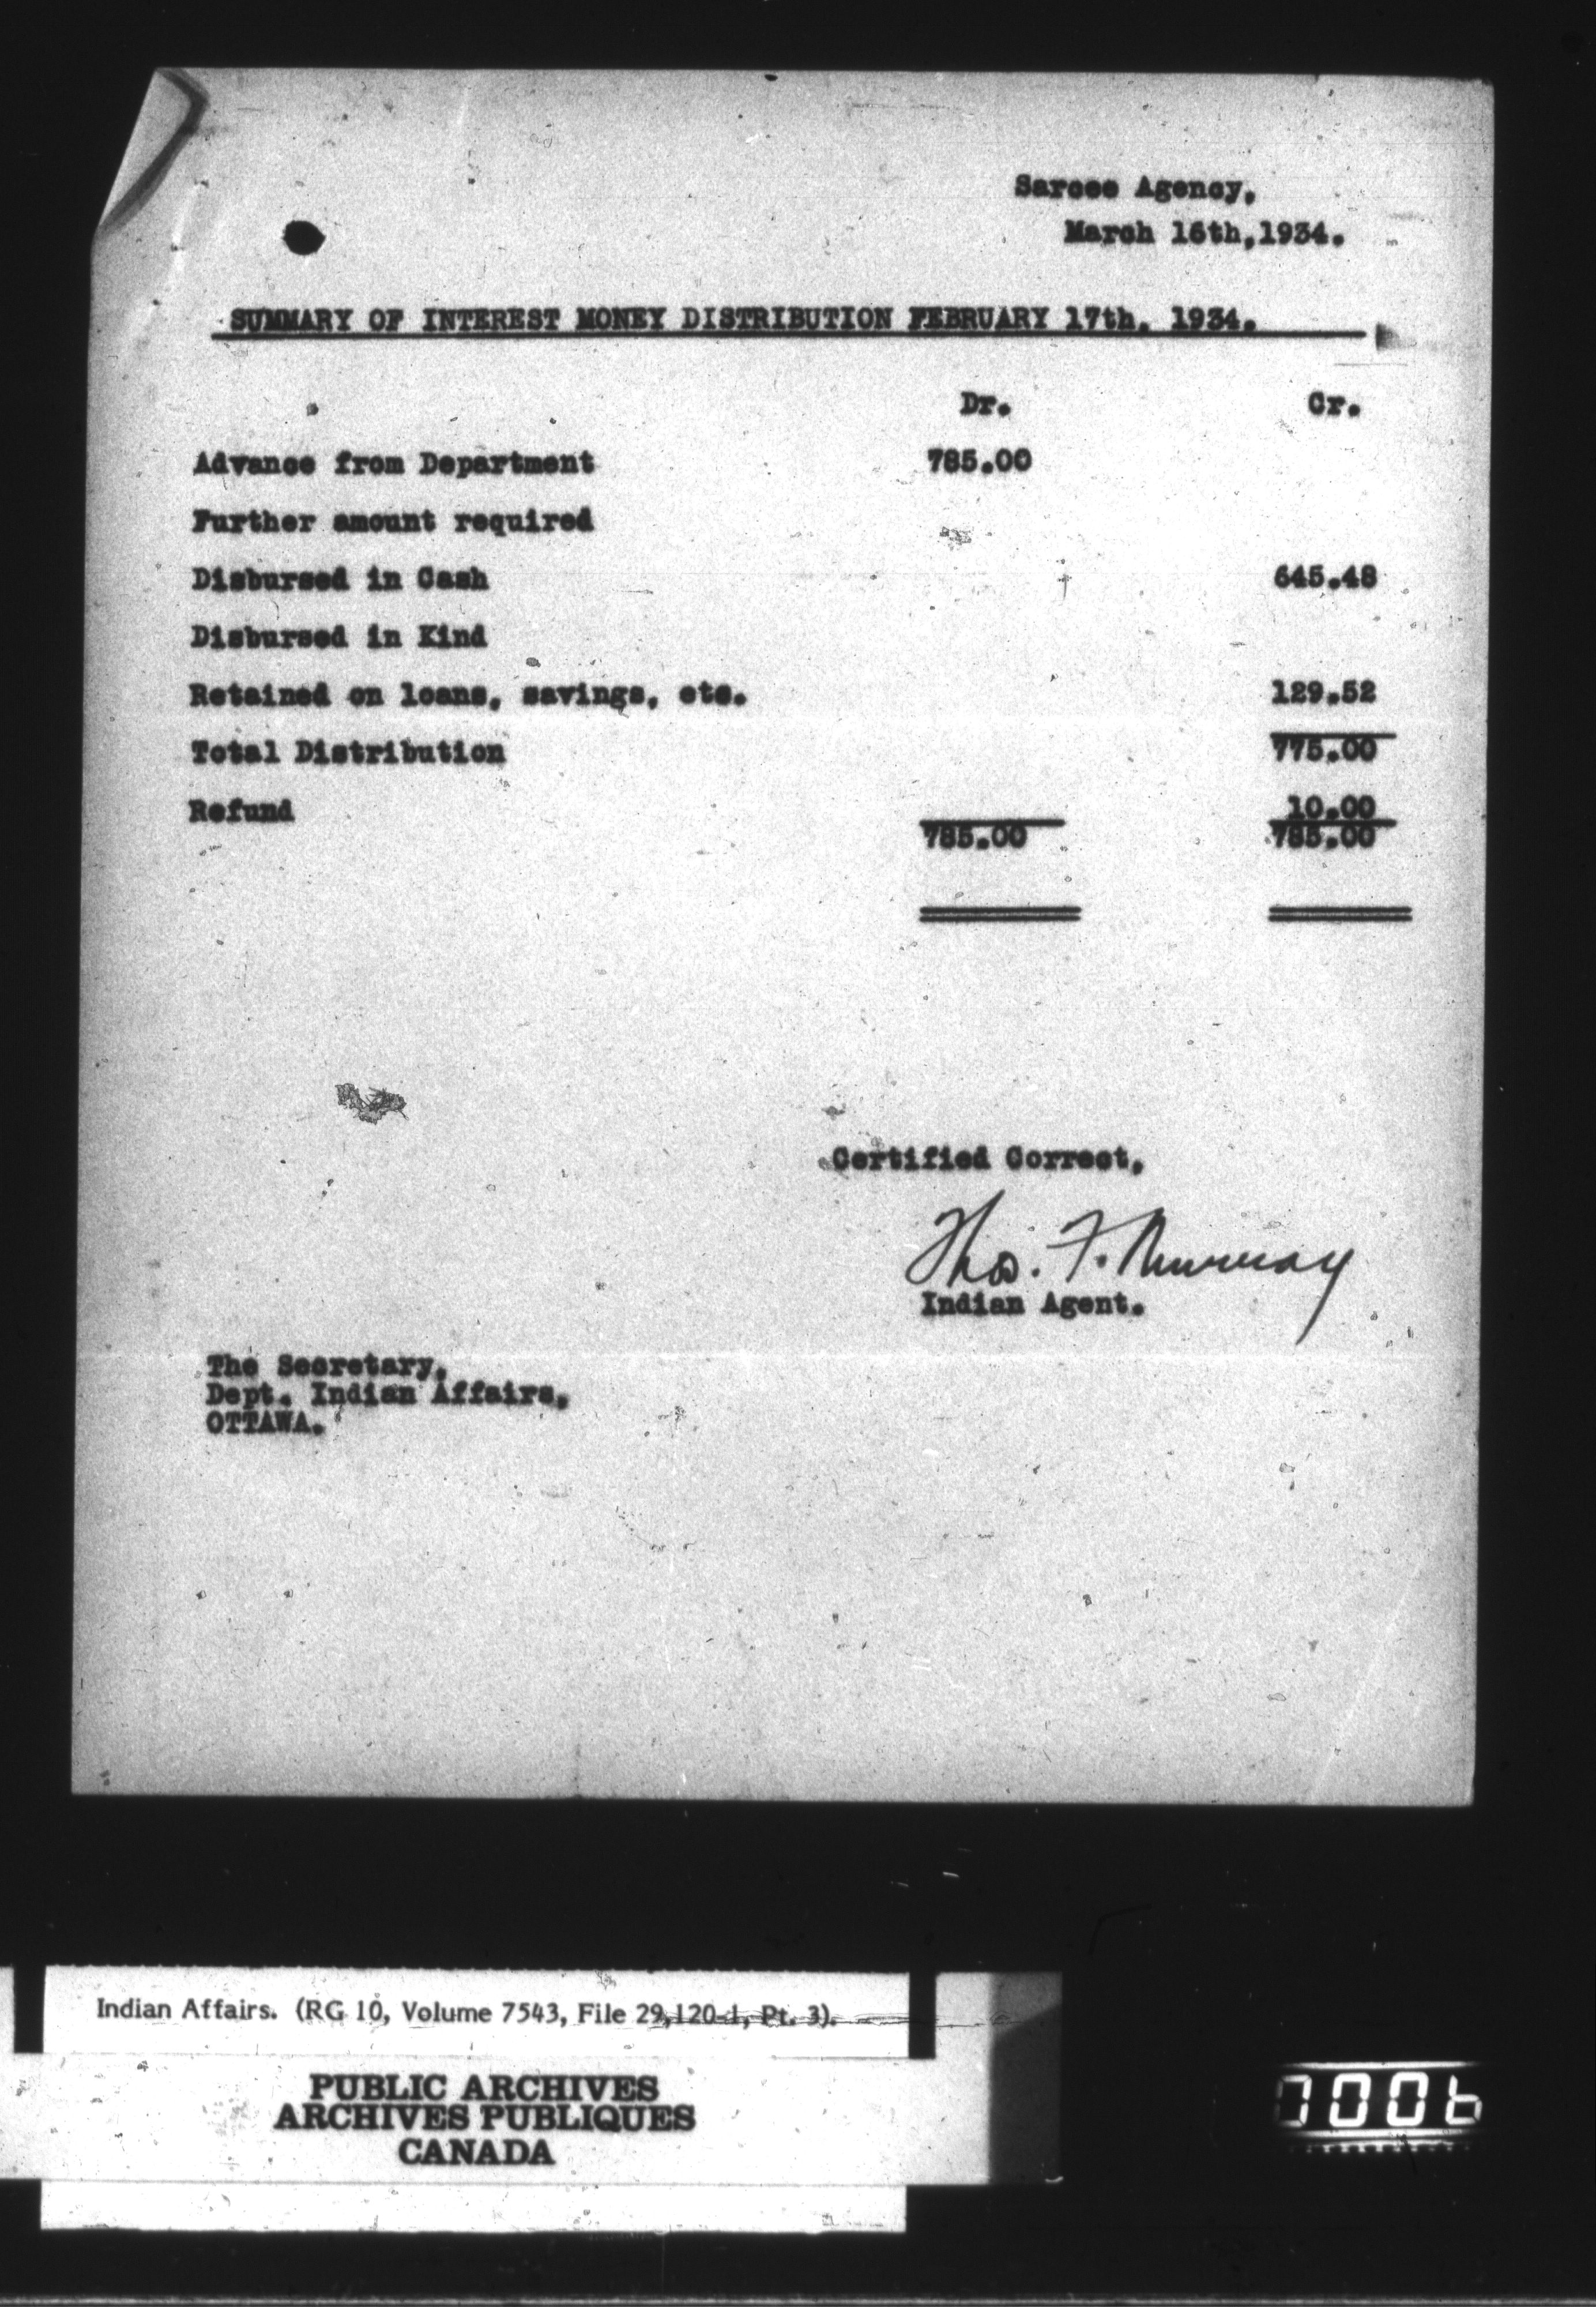 Sarcee Agency,
March 16th, 1934.
SUMMARY OF INTEREST MONEY DISTRIBUTION FEBRUARY 17th, 1934.
Dr. Cr.
Advance from Department 785.00
Further amount required
Disbursed in Cash 645.48
Disbursed in Kind
Retained on loans, savings, etc. 129.52
Total Distribution 775.00
Refund 10.00
785.00 785.00
Certified Correct,
Thos. F. Murray
Indian Agent.
The Secretary,
Dept. Indian Affairs,
OTTAWA.
Indian Affairs. (RG 10, Volume 7543, File 29,120-1, Pt. 3).
PUBLIC ARCHIVES
ARCHIVES PUBLIQUES
CANADA